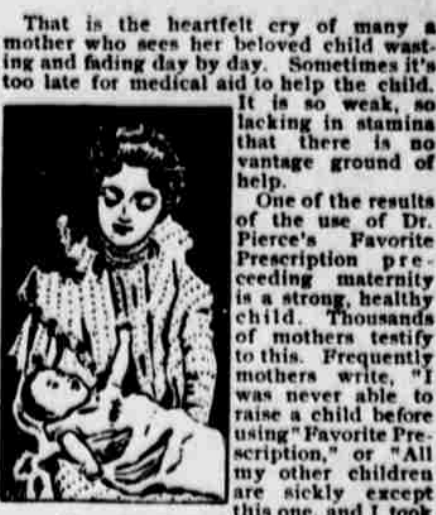 That is the heartfelt cry of many a
mother who sees her beloved child wast-
ing and fading day by day. Sometimes it's
too late for medical aid to help the child.
It is so weak, so
lacking in stamina
that there is no
vantage ground of
help.
One of the results
of the use of Dr.
Pierce's Favorite
Prescription pre-
ceeding maternity
is a strong, healthy
child. Thousands
of mothers testify
to this. Frequently
mothers write, "I
was never able to
raise a child before
using "Favorite Pre-
scription," or "All
my other children
are sickly except
this one, and I took